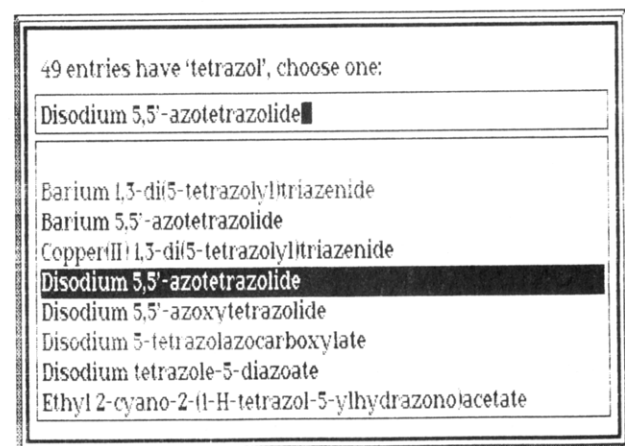 49 entries have 'tetrazol', choose one:
Disodium 5,5'-azotetrazolide
Barium 1,3-di(5-tetrazolyl)triazenide
Barium 5,5'-azotetrazolide
Copper(II) 1,3-di(5-tetrazolyl)triazenide
Disodium 5,5'-azotetrazolide
Disodium 5,5'-azoxytetrazolide
Disodium 5-tetrazolazocarboxylate
Disodium tetrazole-5-diazoate
Ethyl 2-cyano-2-(1-H-tetrazol-5-ylhydrazono)acetate